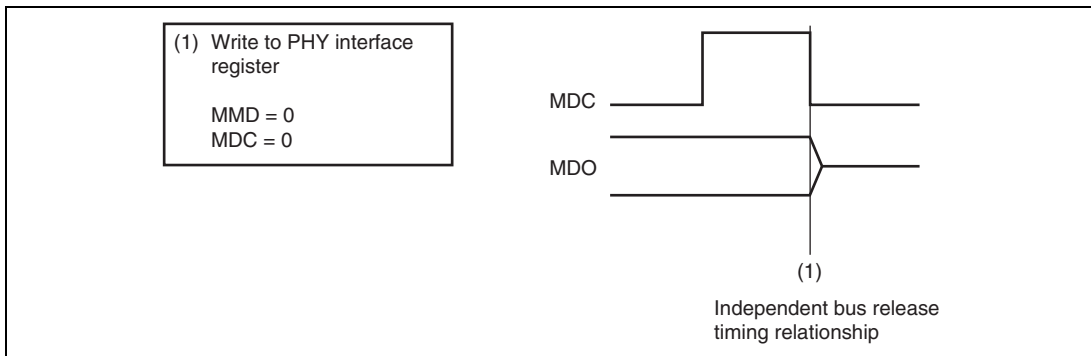 (1) Write to PHY interface
register
MMD = 0
MDC = 0
MDC
MDO
(1)
Independent bus release
timing relationship